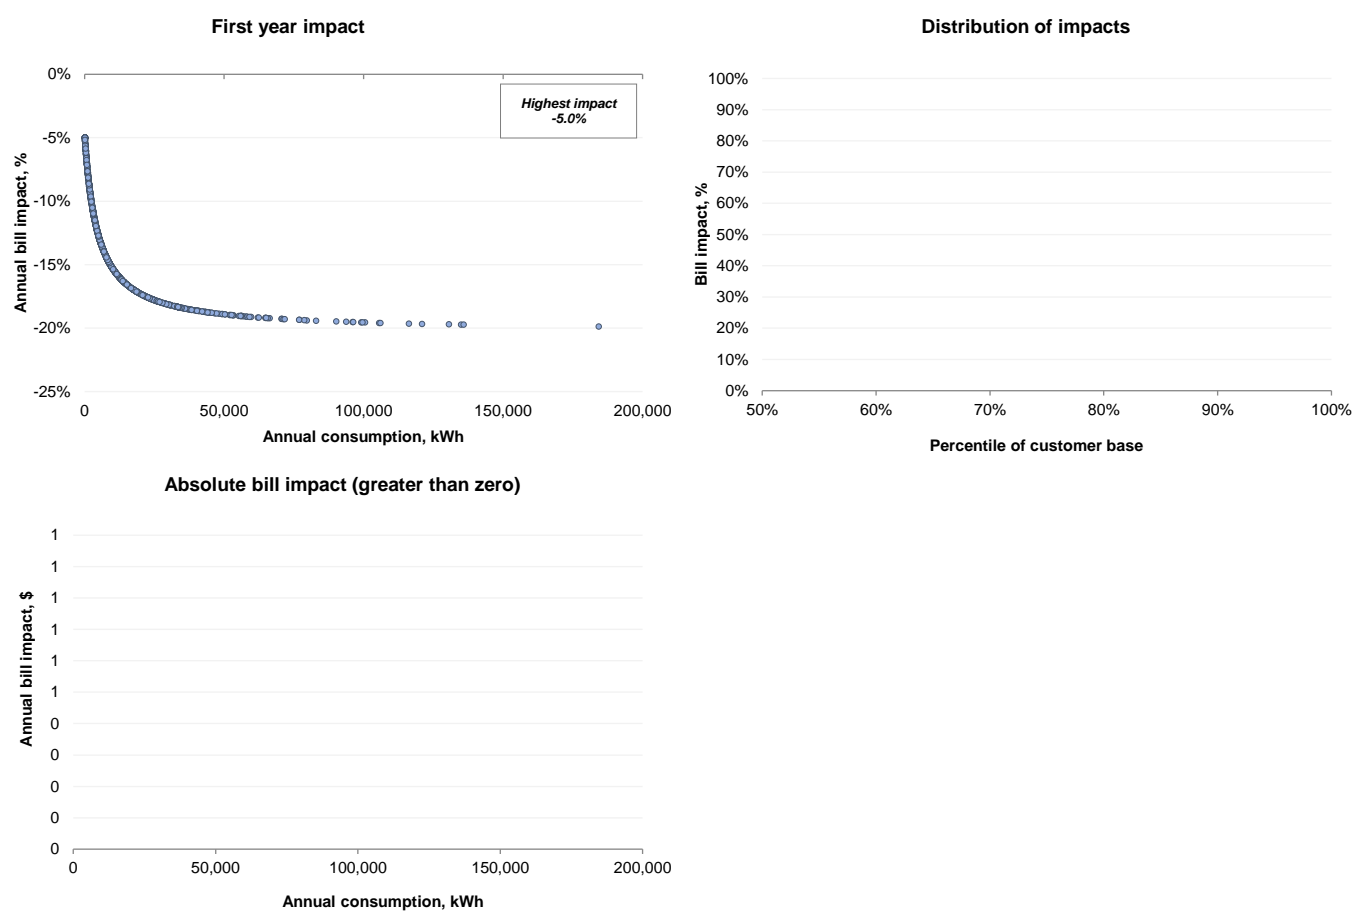 First year impact
0%
-5%
-10%
-15%
-20%
-25%
Annual bill impact, %
Highest impact
-5.0%
0 50,000 100,000 150,000 200,000
Annual consumption, kWh
Distribution of impacts
100%
90%
80%
70%
60%
50%
40%
30%
20%
10%
0%
Bill impact, %
50% 60% 70% 80% 90% 100%
Percentile of customer base
Absolute bill impact (greater than zero)
1
1
1
1
1
1
0
0
0
0
0
Annual bill impact, $
0 50,000 100,000 150,000 200,000
Annual consumption, kWh